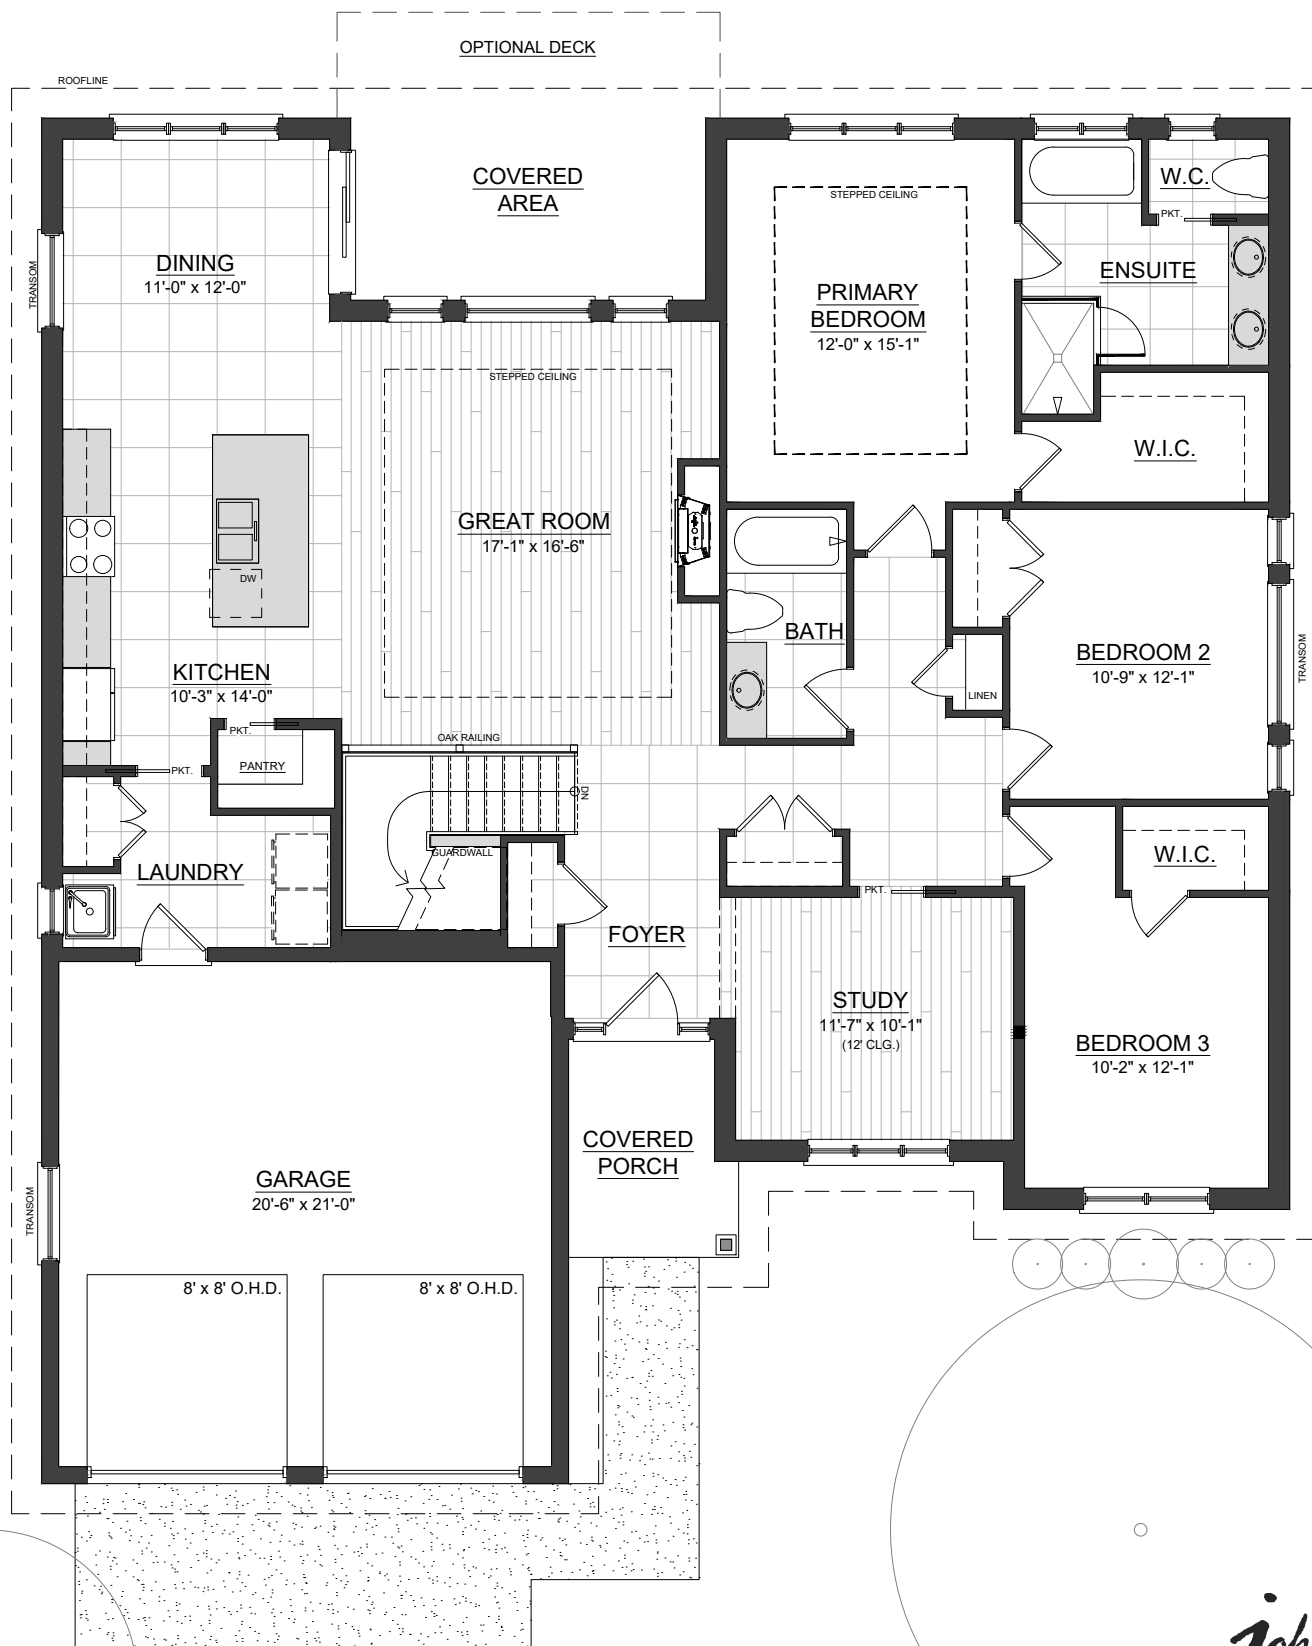 OPTIONAL DECK
ROOFLINE
COVERED
AREA
W.C.
STEPPED CEILING
PKT.
DINING
11'-0" x 12'-0"
TRANSOM
ENSUITE
PRIMARY
BEDROOM
12'-0" x 15'-1"
STEPPED CEILING
W.I.C.
GREAT ROOM
17'-1" x 16'-6"
DW
BATH
BEDROOM 2
10'-9" x 12'-1"
TRANSOM
KITCHEN
10'-3" x 14'-0"
LINEN
PKT.
OAK RAILING
PANTRY
PKT.
DN
GUARDWALL
W.I.C.
LAUNDRY
PKT.
FOYER
STUDY
11'-7" x 10'-1"
(12' CLG.)
BEDROOM 3
10'-2" x 12'-1"
COVERED
PORCH
GARAGE
20'-6" x 21'-0"
TRANSOM
8' x 8' O.H.D.
8' x 8' O.H.D.